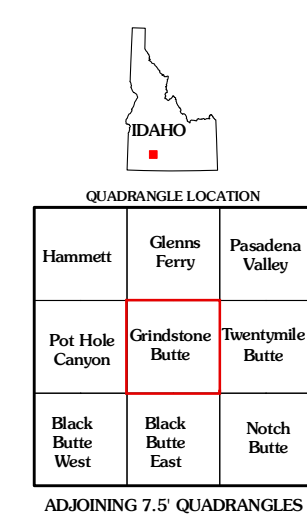 IDAHO
QUADRANGLE LOCATION
Hammett
Glenns
Ferry
Pasadena
Valley
Pot Hole
Canyon
Grindstone
Butte
Twentymile
Butte
Black
Butte
West
Black
Butte
East
Notch
Butte
ADJOINING 7.5' QUADRANGLES